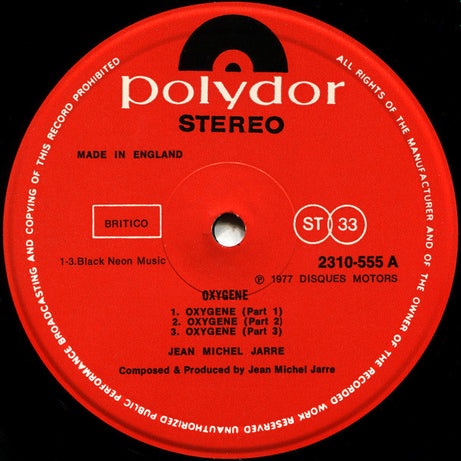 polydor
STEREO
MADE IN ENGLAND
BRITICO
ST 33
1-3.Black Neon Music
2310-555 A
℗ 1977 DISQUES MOTORS
OXYGENE
1. OXYGENE (Part 1)
2. OXYGENE (Part 2)
3. OXYGENE (Part 3)
JEAN MICHEL JARRE
Composed & Produced by Jean Michel Jarre
ALL RIGHTS OF THE MANUFACTURER AND OF THE OWNER OF THE RECORDED WORK RESERVED UNAUTHORIZED PUBLIC PERFORMANCE BROADCASTING AND COPYING OF THIS RECORD PROHIBITED